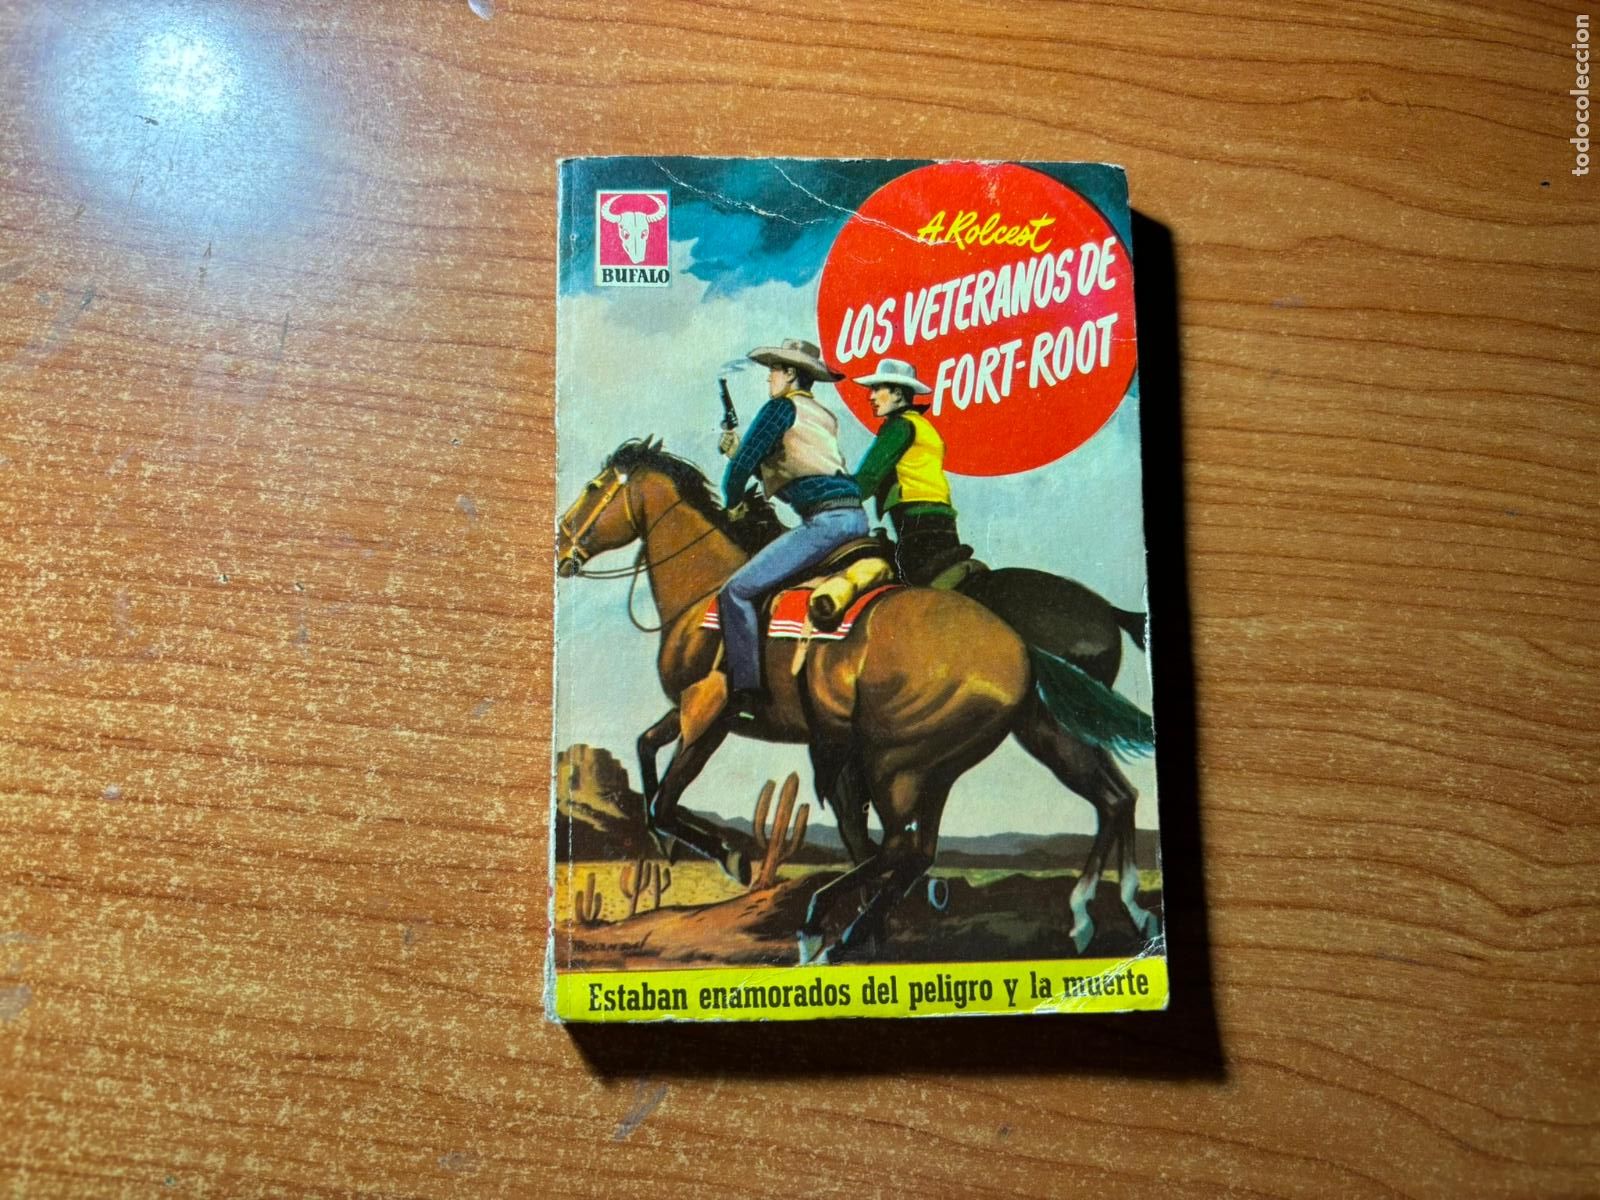 todocoleccion
BUFALO
A. Rolcest
LOS VETERANOS DE
FORT-ROOT
Estaban enamorados del peligro y la muerte